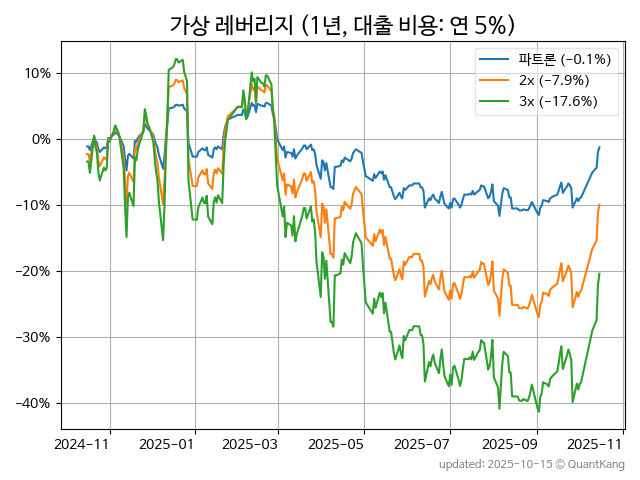 가상 레버리지 (1년, 대출 비용: 연 5%)
파트론 (-0.1%)
2x (-7.9%)
3x (-17.6%)
10%
0%
-10%
-20%
-30%
-40%
2024-11
2025-01
2025-03
2025-05
2025-07
2025-09
2025-11
updated: 2025-10-15 © QuantKang